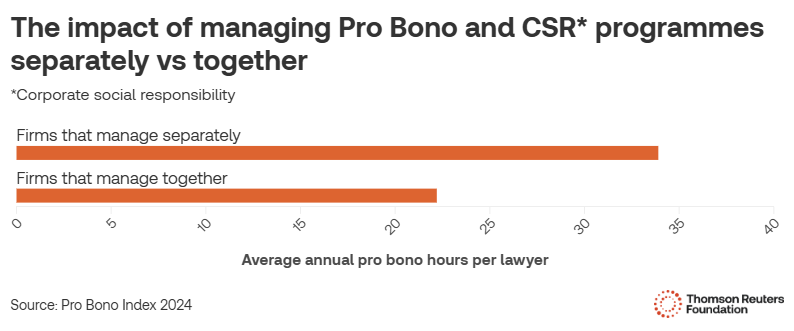 The impact of managing Pro Bono and CSR* programmes
separately vs together
*Corporate social responsibility
Firms that manage separately
Firms that manage together
0 5 10 15 20 25 30 35 40
Average annual pro bono hours per lawyer
Source: Pro Bono Index 2024
Thomson Reuters
Foundation